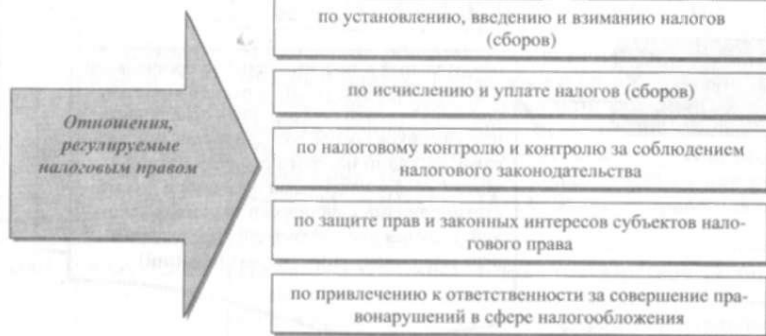 Отношения,
регулируемые
налоговым правом
по установлению, введению и взиманию налогов
(сборов)
по исчислению и уплате налогов (сборов)
по налоговому контролю и контролю за соблюдением
налогового законодательства
по защите прав и законных интересов субъектов нало-
гового права
по привлечению к ответственности за совершение пра-
вонарушений в сфере налогообложения